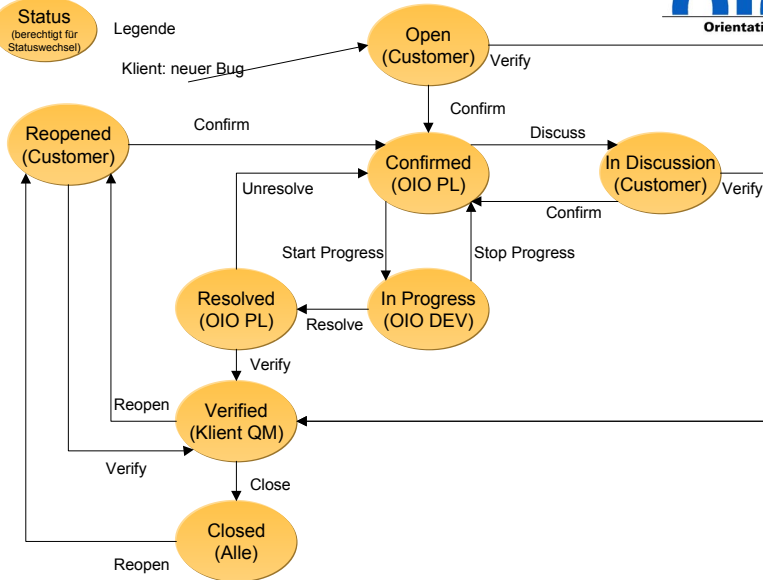 Status
(berechtigt für
Statuswechsel)
Legende
Klient: neuer Bug
Open
(Customer)
Verify
Confirm
Reopened
(Customer)
Confirm
Confirmed
(OIO PL)
Discuss
In Discussion
(Customer)
Verify
Confirm
Unresolve
Start Progress
Stop Progress
Resolved
(OIO PL)
Resolve
In Progress
(OIO DEV)
Verify
Reopen
Verified
(Klient QM)
Verify
Close
Closed
(Alle)
Reopen